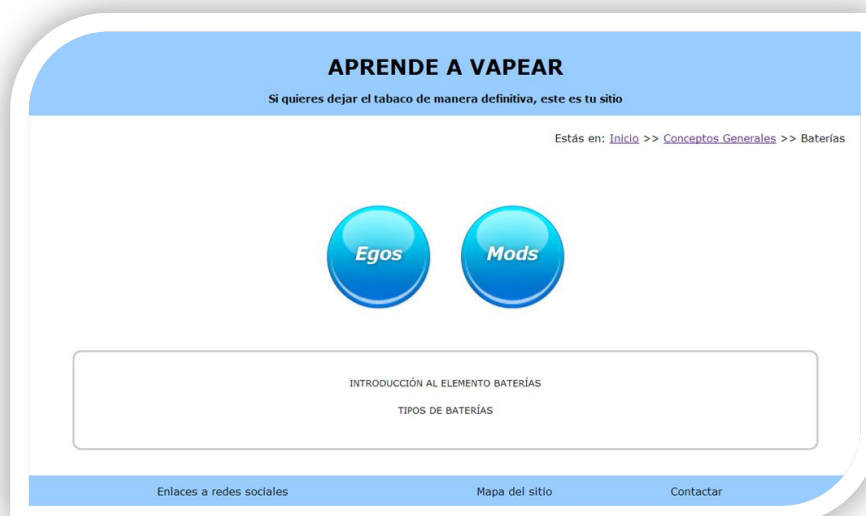 APRENDE A VAPEAR
Si quieres dejar el tabaco de manera definitiva, este es tu sitio
Estás en: Inicio >> Conceptos Generales >> Baterías
Egos Mods
INTRODUCCIÓN AL ELEMENTO BATERÍAS
TIPOS DE BATERÍAS
Enlaces a redes sociales Mapa del sitio Contactar